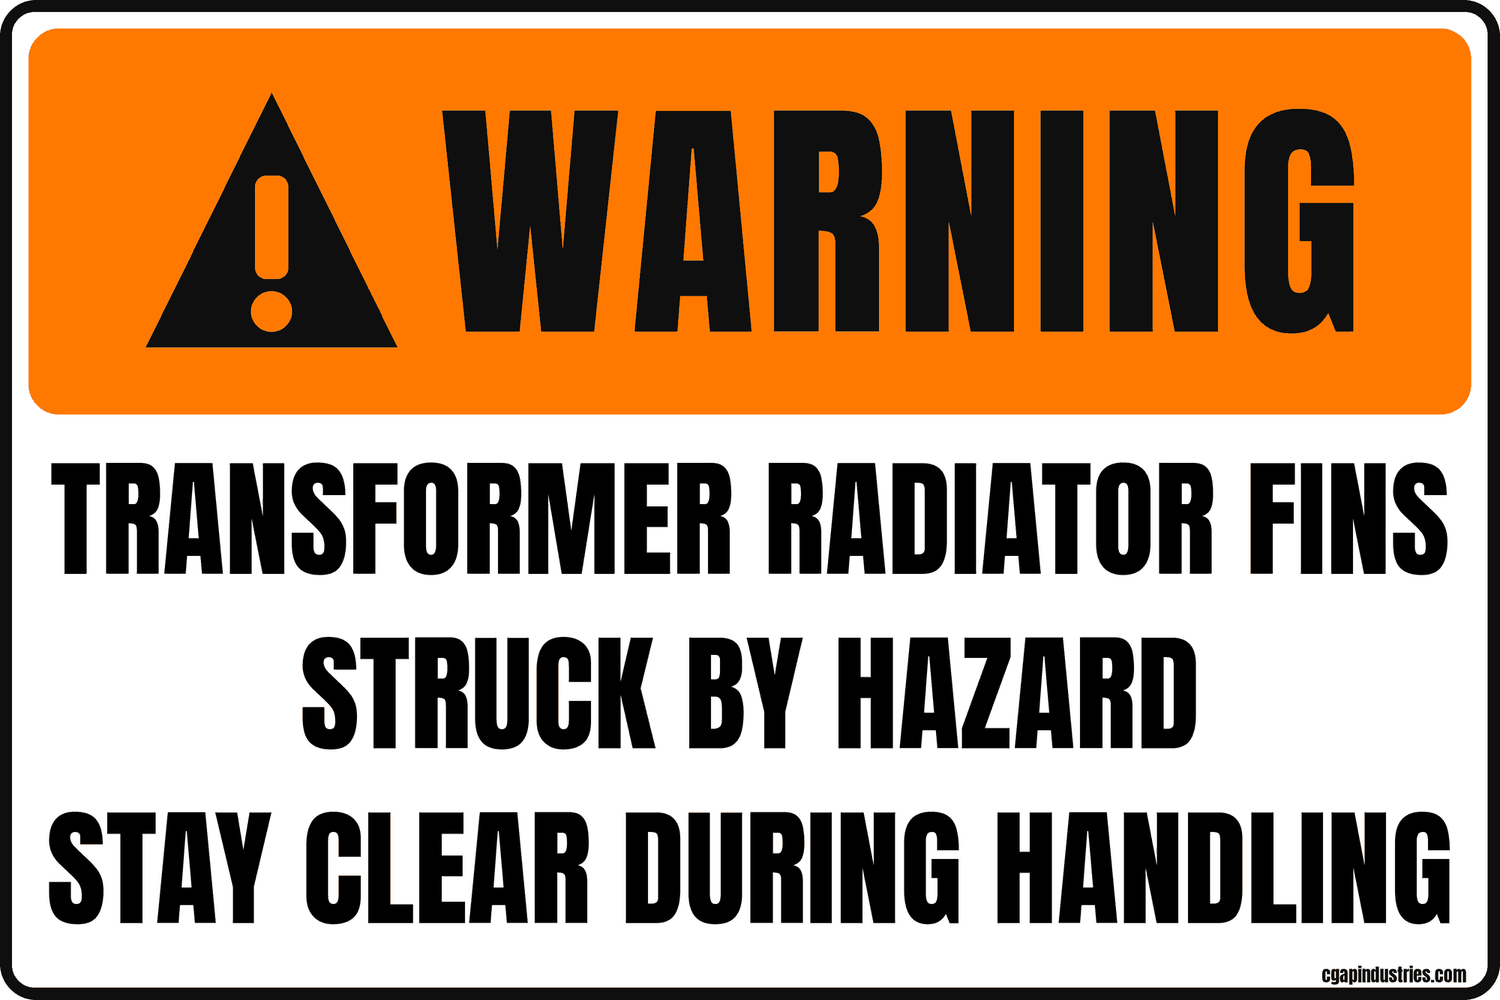 WARNING
TRANSFORMER RADIATOR FINS
STRUCK BY HAZARD
STAY CLEAR DURING HANDLING
cgapindustries.com